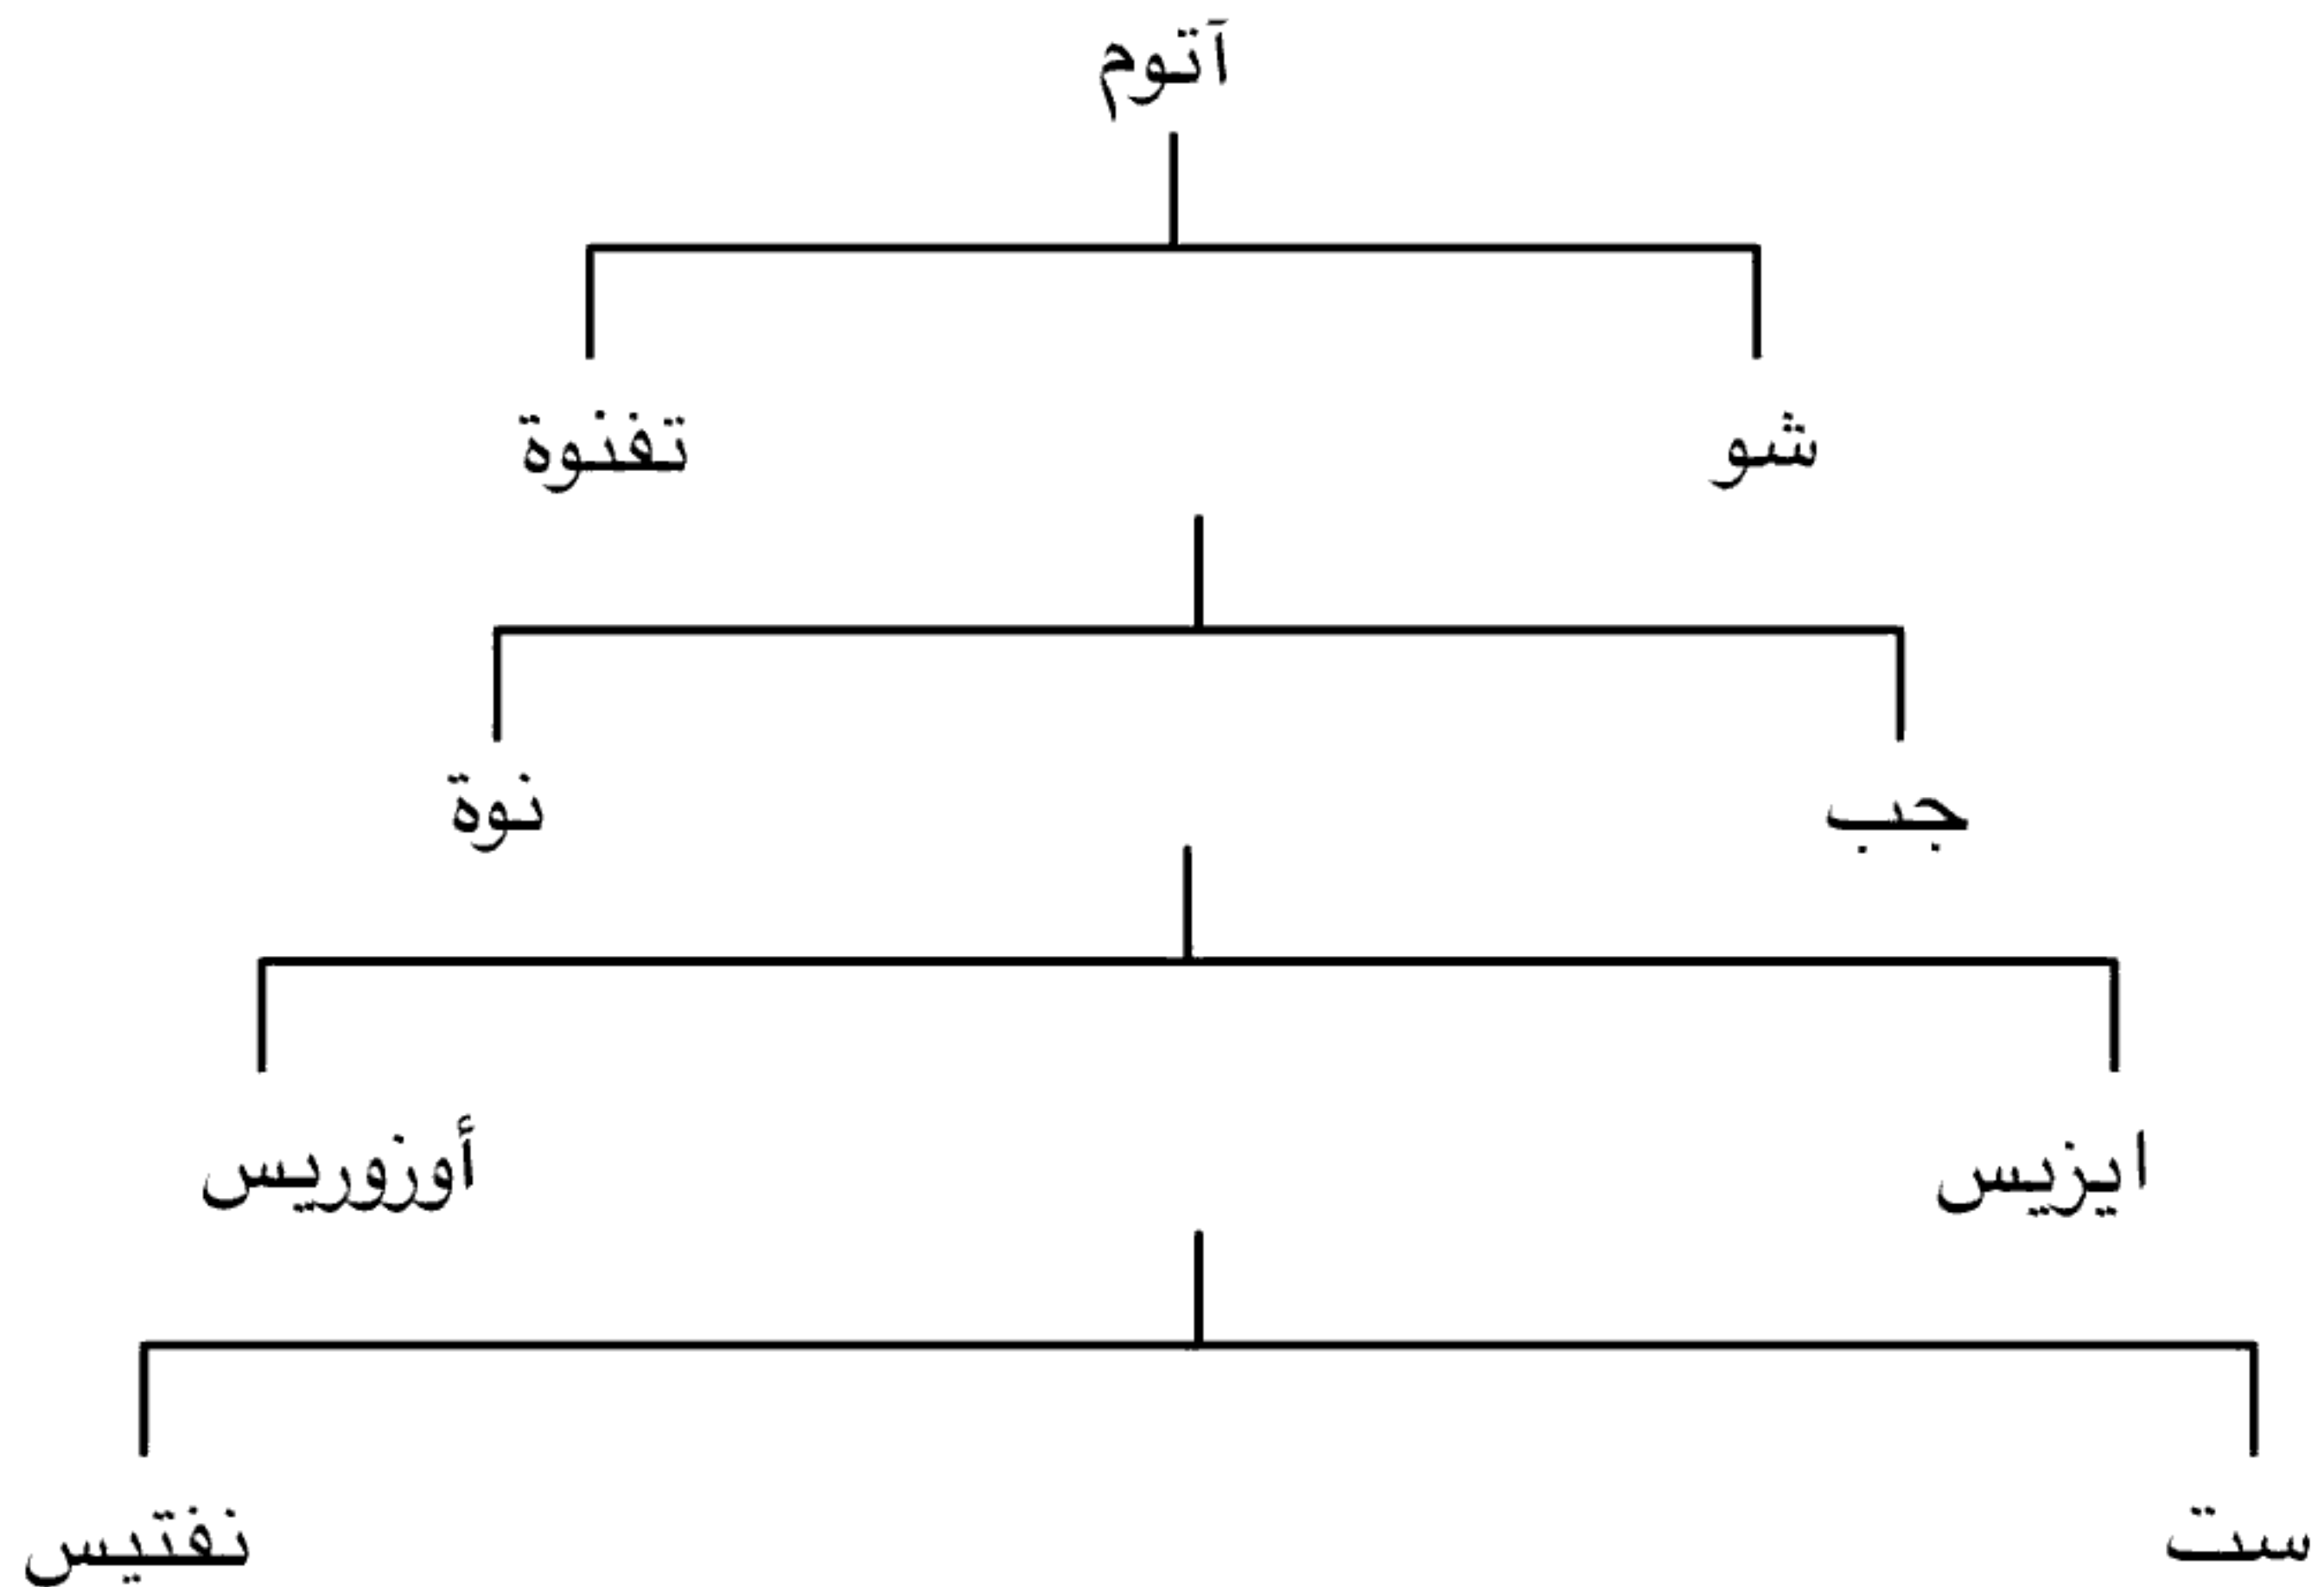 آتوم
شو تفنوة
جب نوة
ايزيس أوزوريس
ست نفتيس